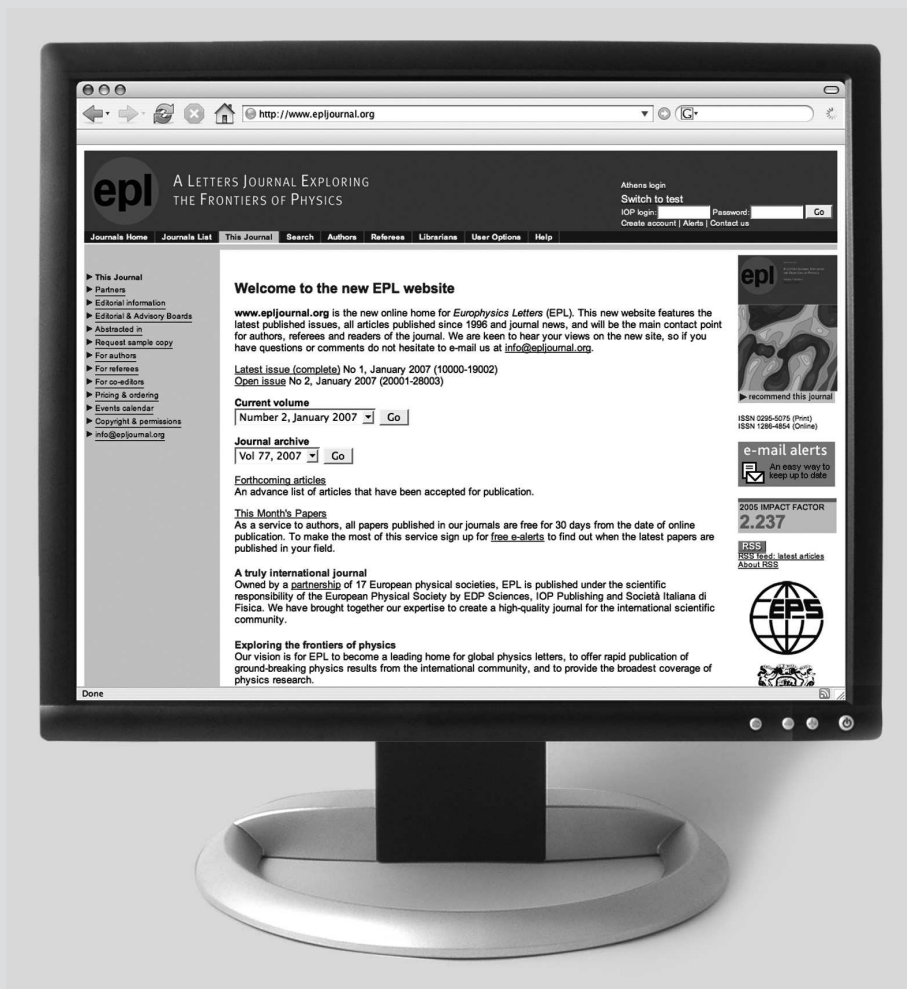 http://www.epljournal.org
G
epl
A LETTERS JOURNAL EXPLORING
THE FRONTIERS OF PHYSICS
Athens login
Switch to test
IOP login: Password: Go
Create account | Alerts | Contact us
Journals Home Journals List This Journal Search Authors Referees Librarians User Options Help
This Journal
Partners
Editorial information
Editorial & Advisory Boards
Abstracted in
Request sample copy
For authors
For referees
For co-editors
Pricing & ordering
Events calendar
Copyright & permissions
info@epljournal.org
Welcome to the new EPL website
www.epljournal.org is the new online home for Europhysics Letters (EPL). This new website features the
latest published issues, all articles published since 1996 and journal news, and will be the main contact point
for authors, referees and readers of the journal. We are keen to hear your views on the new site, so if you
have questions or comments do not hesitate to e-mail us at info@epljournal.org.
Latest issue (complete) No 1, January 2007 (10000-19002)
Open issue No 2, January 2007 (20001-28003)
Current volume
Number 2, January 2007 Go
Journal archive
Vol 77, 2007 Go
Forthcoming articles
An advance list of articles that have been accepted for publication.
This Month's Papers
As a service to authors, all papers published in our journals are free for 30 days from the date of online
publication. To make the most of this service sign up for free e-alerts to find out when the latest papers are
published in your field.
A truly international journal
Owned by a partnership of 17 European physical societies, EPL is published under the scientific
responsibility of the European Physical Society by EDP Sciences, IOP Publishing and Società Italiana di
Fisica. We have brought together our expertise to create a high-quality journal for the international scientific
community.
Exploring the frontiers of physics
Our vision is for EPL to become a leading home for global physics letters, to offer rapid publication of
ground-breaking physics results from the international community, and to provide the broadest coverage of
physics research.
epl
recommend this journal
ISSN 0295-5075 (Print)
ISSN 1286-4854 (Online)
e-mail alerts
An easy way to
keep up to date
2005 IMPACT FACTOR
2.237
RSS
RSS feed: latest articles
About RSS
EPS
Done